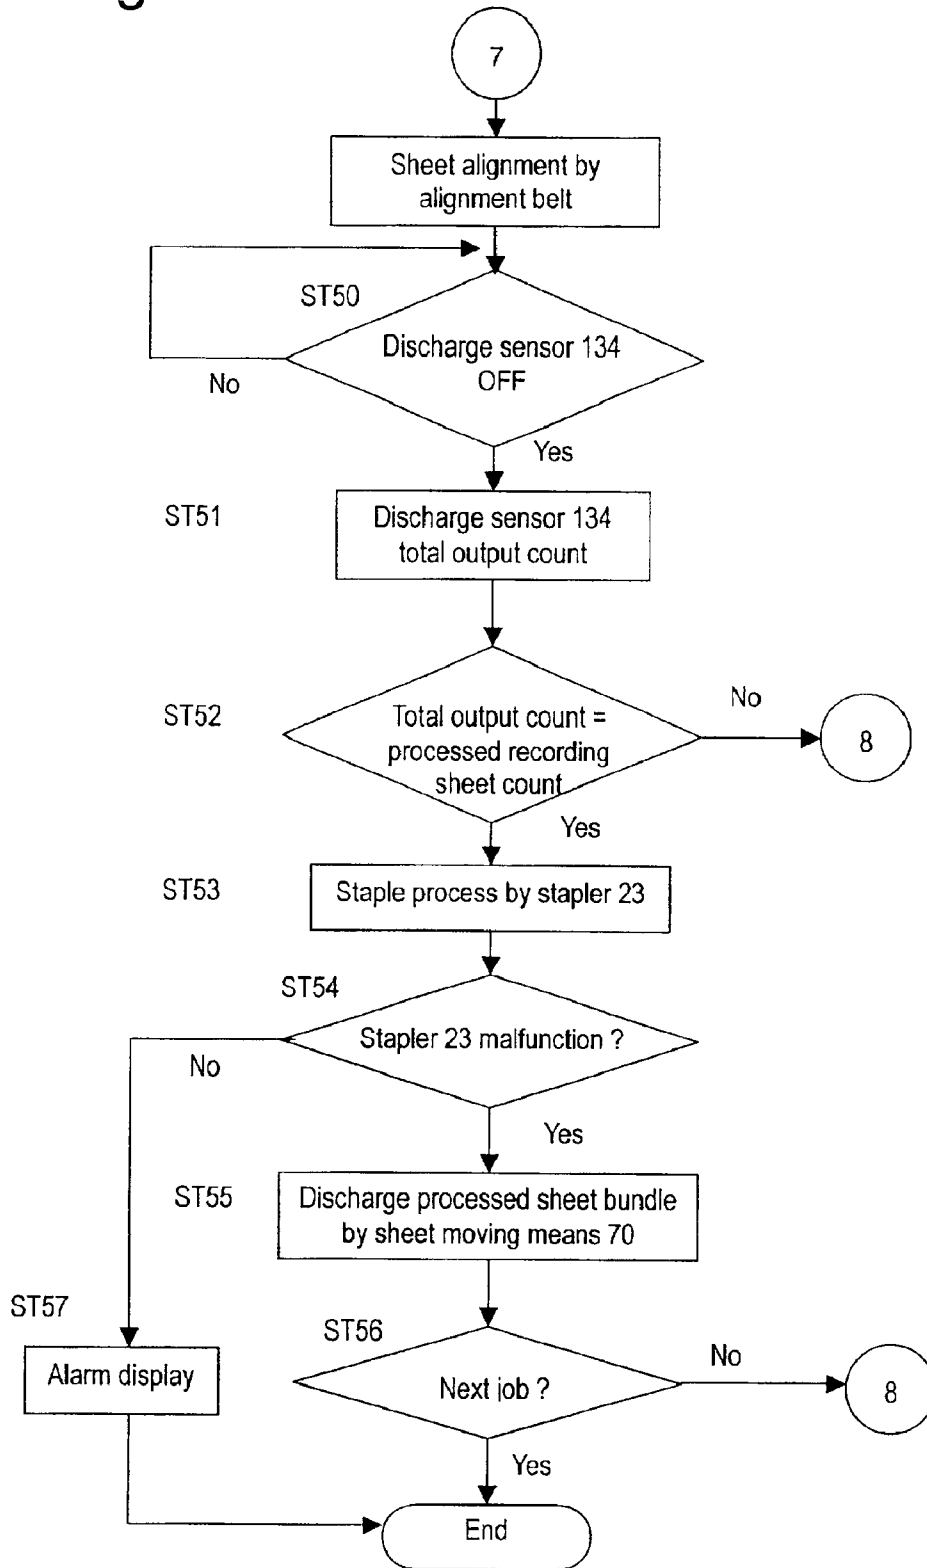 7
Sheet alignment by
alignment belt
ST50
Discharge sensor 134
OFF
No
Yes
ST51
Discharge sensor 134
total output count
ST52
Total output count =
processed recording
sheet count
No
8
Yes
ST53
Staple process by stapler 23
ST54
Stapler 23 malfunction ?
No
Yes
ST55
Discharge processed sheet bundle
by sheet moving means 70
ST57
Alarm display
ST56
Next job ?
No
8
Yes
End